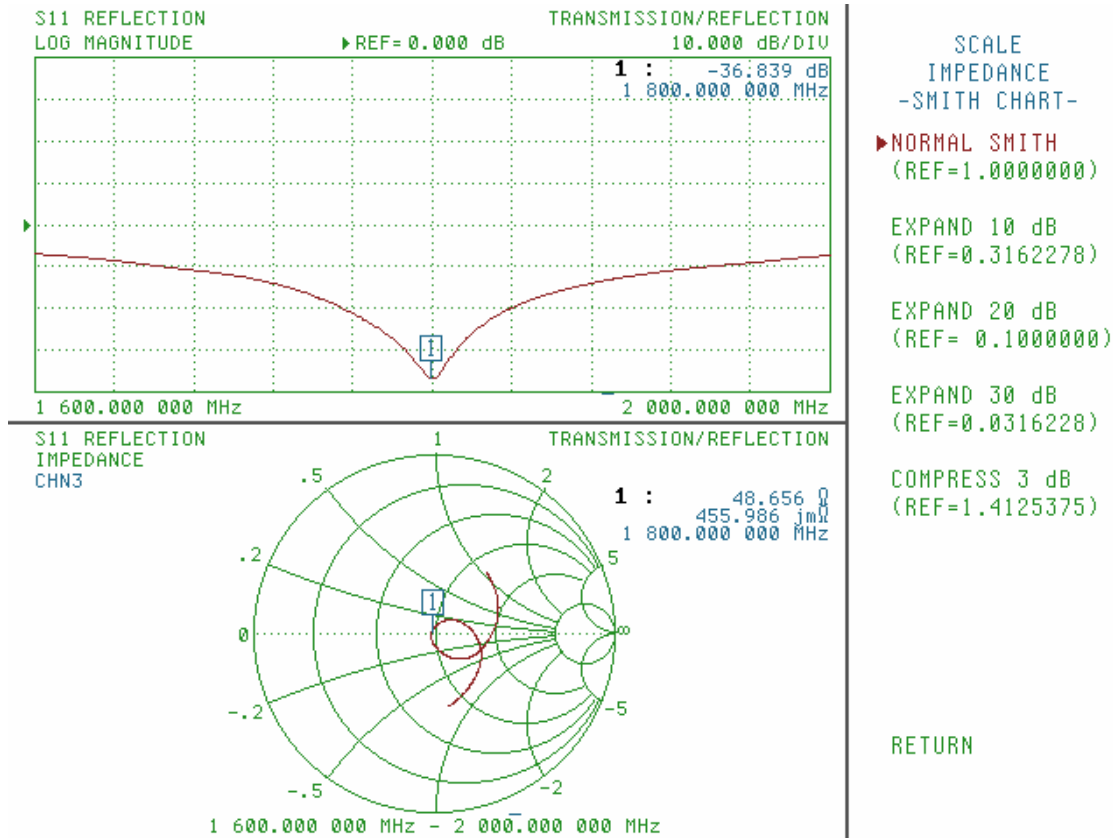 S11 REFLECTION TRANSMISSION/REFLECTION
LOG MAGNITUDE ▶REF= 0.000 dB 10.000 dB/DIV
1 : -36.839 dB
1 800.000 000 MHz
1
1 600.000 000 MHz 2 000.000 000 MHz
S11 REFLECTION 1 TRANSMISSION/REFLECTION
IMPEDANCE
CHN3
.5 2
1 : 48.656 Ω
455.986 jmΩ
1 800.000 000 MHz
.2 5
1
0 ∞
-.2 -5
-.5 -2
1 600.000 000 MHz - 2 000.000 000 MHz
SCALE
IMPEDANCE
-SMITH CHART-
▶NORMAL SMITH
(REF=1.0000000)
EXPAND 10 dB
(REF=0.3162278)
EXPAND 20 dB
(REF= 0.1000000)
EXPAND 30 dB
(REF=0.0316228)
COMPRESS 3 dB
(REF=1.4125375)
RETURN